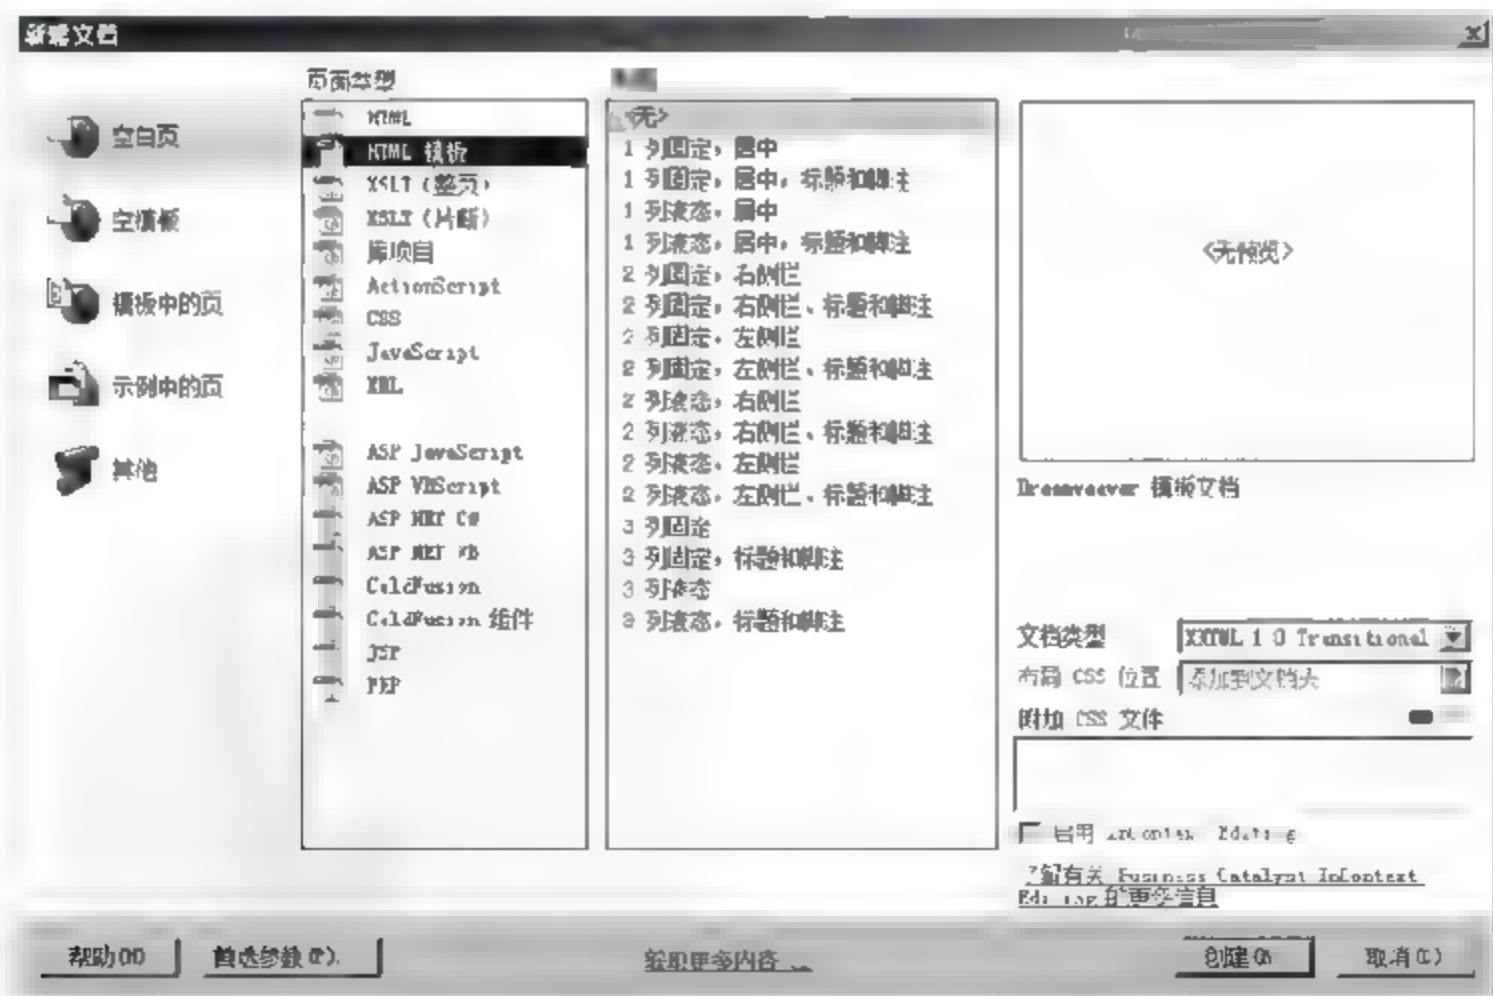 新建文档
空白页
空模板
模板中的页
示例中的页
其他
页面类型
HTML
HTML 模板
XSLT（整页）
XSLT（片断）
库项目
ActionScript
CSS
JavaScript
XML
ASP JavaScript
ASP VBScript
ASP NET C#
ASP NET VB
ColdFusion
ColdFusion 组件
JSP
PHP
<无>
1 列固定，居中
1 列固定，居中，标题和脚注
1 列液态，居中
1 列液态，居中，标题和脚注
2 列固定，右侧栏
2 列固定，右侧栏、标题和脚注
2 列固定，左侧栏
2 列固定，左侧栏、标题和脚注
2 列液态，右侧栏
2 列液态，右侧栏、标题和脚注
2 列液态，左侧栏
2 列液态，左侧栏、标题和脚注
3 列固定
3 列固定，标题和脚注
3 列液态
3 列液态，标题和脚注
<无预览>
Dreamweaver 模板文档
文档类型
XHTML 1 0 Transitional
布局 CSS 位置
添加到文档头
附加 CSS 文件
启用 InContext Editing
了解有关 Business Catalyst InContext
Editing 的更多信息
帮助(H)
首选参数(P).
获取更多内容 ...
创建(R)
取消(C)